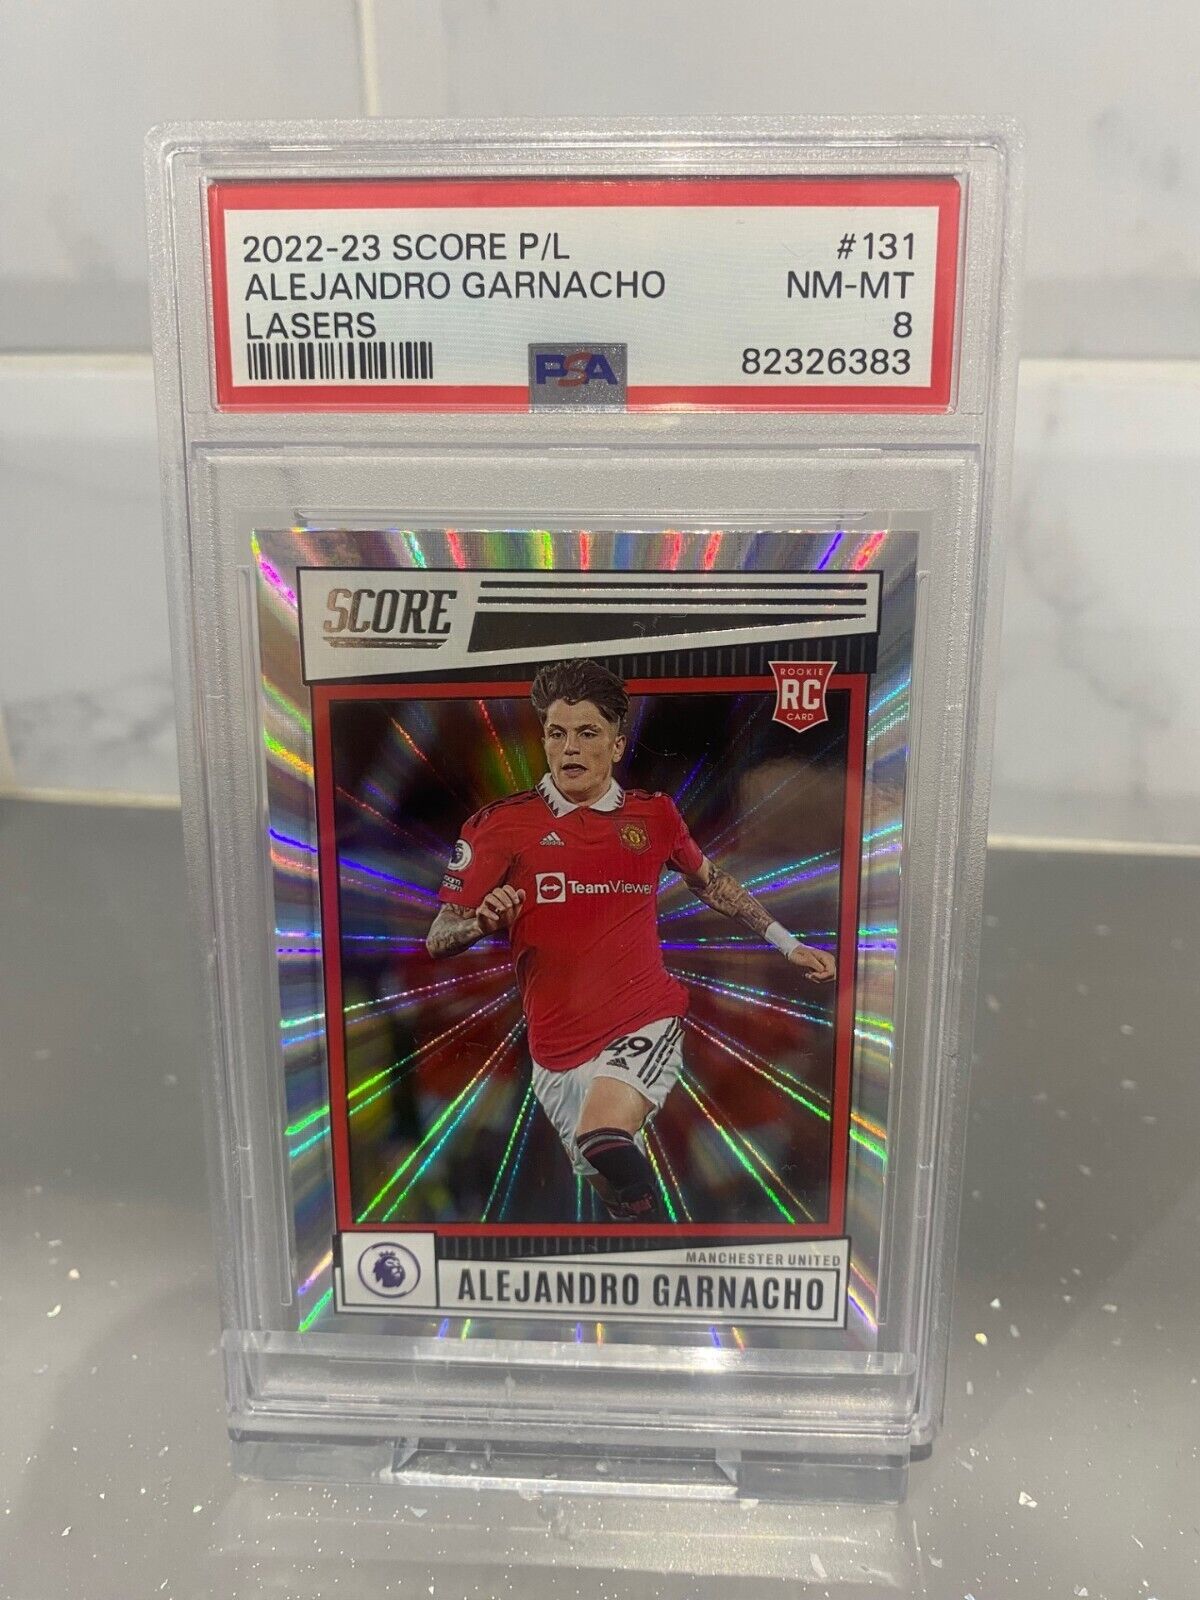 2022-23 SCORE P/L #131
ALEJANDRO GARNACHO NM-MT
LASERS 8
PSA 82326383
SCORE
ROOKIE
RC
CARD
adidas
TeamViewer
49
MANCHESTER UNITED
ALEJANDRO GARNACHO